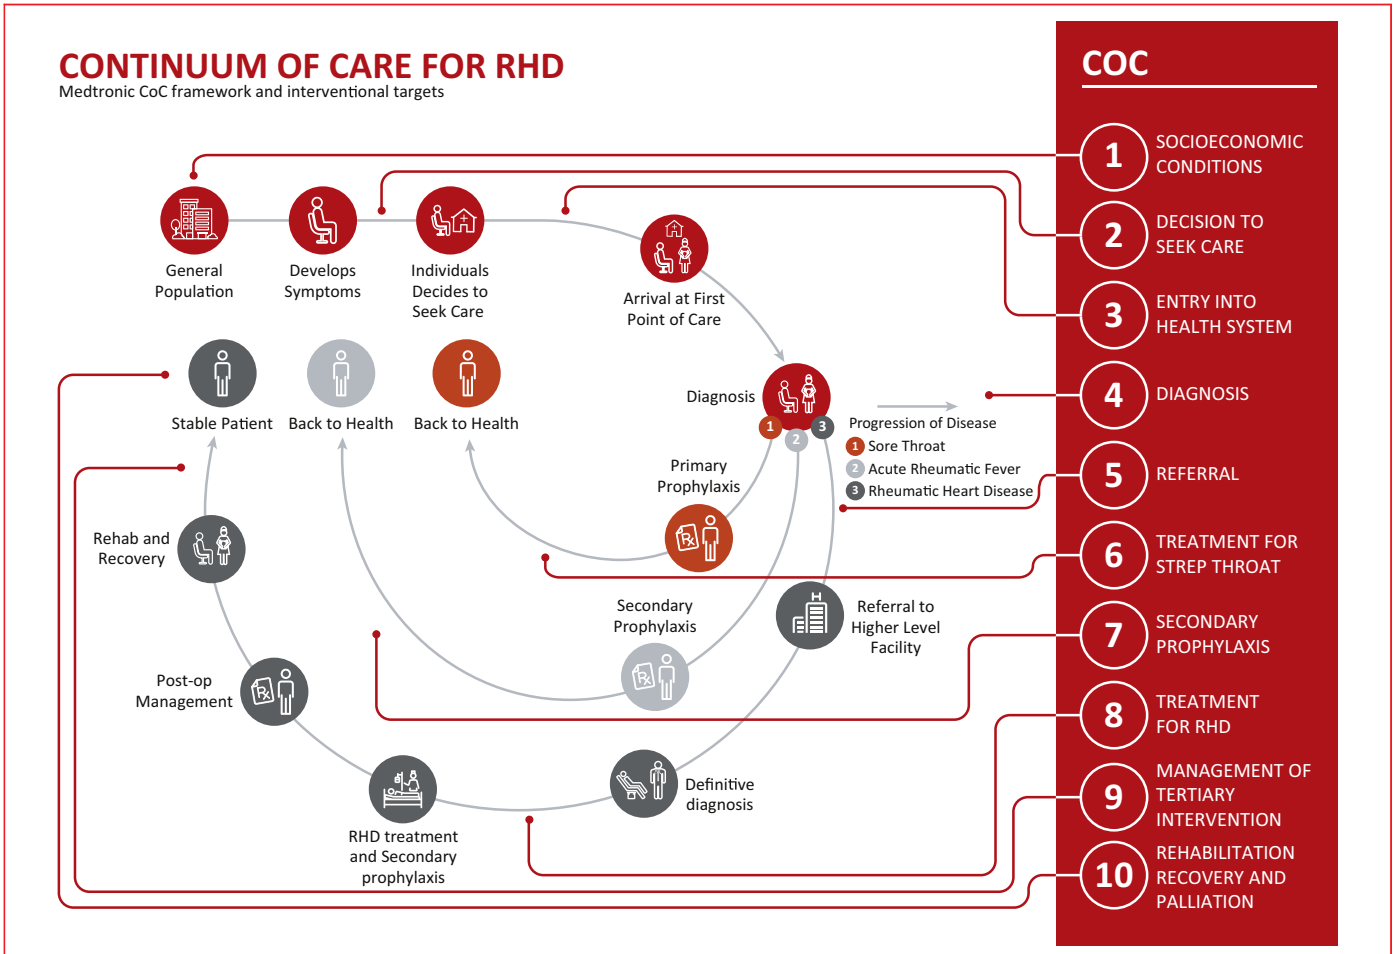 CONTINUUM OF CARE FOR RHD
Medtronic CoC framework and interventional targets
General
Population
Develops
Symptoms
Individuals
Decides to
Seek Care
Arrival at First
Point of Care
Stable Patient
Back to Health
Back to Health
Diagnosis
1
2
3
Progression of Disease
1 Sore Throat
2 Acute Rheumatic Fever
3 Rheumatic Heart Disease
Primary
Prophylaxis
Rx
Rehab and
Recovery
Secondary
Prophylaxis
Rx
Referral to
Higher Level
Facility
H
Post-op
Management
Rx
Definitive
diagnosis
RHD treatment
and Secondary
prophylaxis
COC
1 SOCIOECONOMIC
CONDITIONS
2 DECISION TO
SEEK CARE
3 ENTRY INTO
HEALTH SYSTEM
4 DIAGNOSIS
5 REFERRAL
6 TREATMENT FOR
STREP THROAT
7 SECONDARY
PROPHYLAXIS
8 TREATMENT
FOR RHD
9 MANAGEMENT OF
TERTIARY
INTERVENTION
10 REHABILITATION
RECOVERY AND
PALLIATION